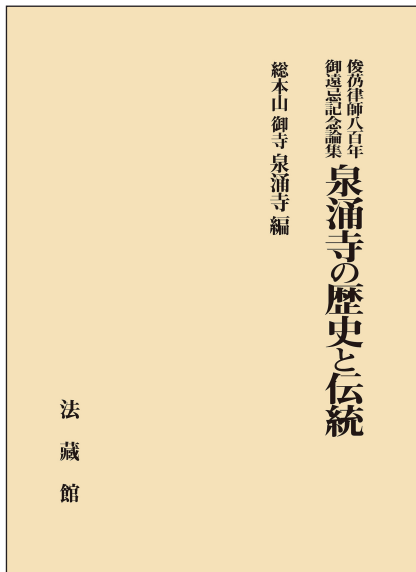 俊芿律師八百年
御遠忌記念論集
泉涌寺の歴史と伝統
総本山 御寺 泉涌寺 編
法藏館